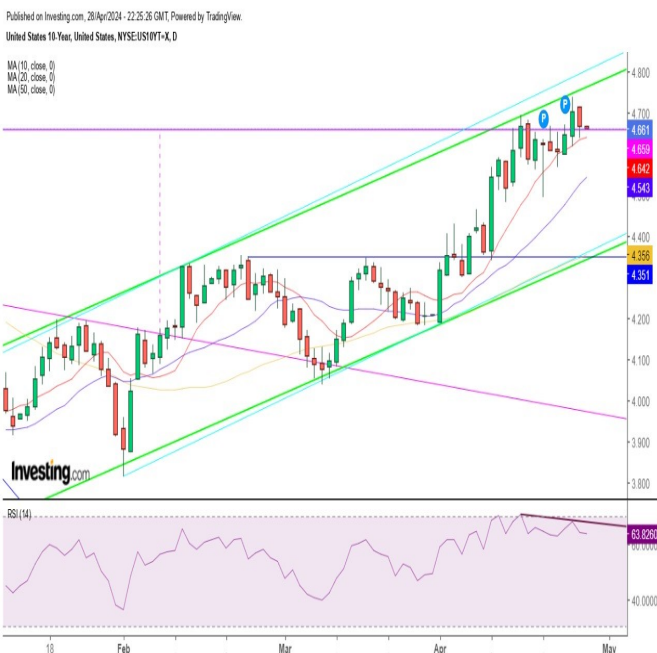 Published on Investing.com, 28/Apr/2024 - 22:25:26 GMT, Powered by TradingView.
United States 10-Year, United States, NYSE:US10YT=X, D
MA (10, close, 0)
MA (20, close, 0)
MA (50, close, 0)
4.800
P
P
4.700
4.661
4.659
4.642
4.543
4.400
4.356
4.351
4.200
4.100
4.000
3.900
3.800
Investing.com
RSI (14)
63.8260
60.0000
40.0000
18 Feb Mar Apr May